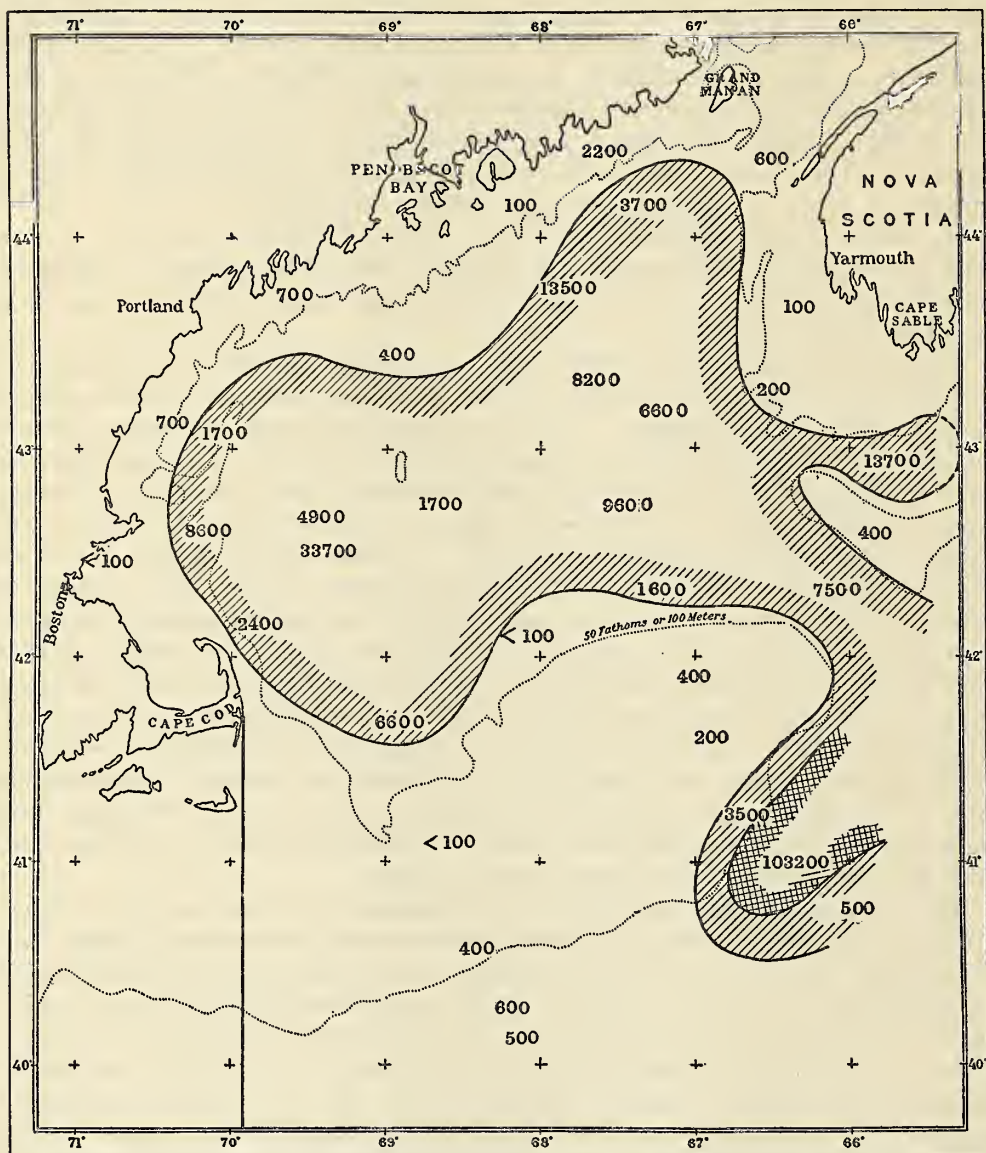 71° 70° 69° 68° 67° 66°
GRAND
MANAN
2200
600
PENOBSCOT
BAY
NOVA
SCOTIA
100
3700
44° 44°
Yarmouth
700
13500
100
Portland
CAPE
SABLE
400
8200
200
6600
700
1700
43° 43°
13700
1700
9600
4900
400
8600
33700
<100
Boston
7500
1600
2400
50 Fathoms or 100 Meters
<100
42° 42°
400
CAPE COD
6600
200
3500
<100
41° 41°
103200
500
400
600
500
40° 40°
71° 70° 69° 68° 67° 66°